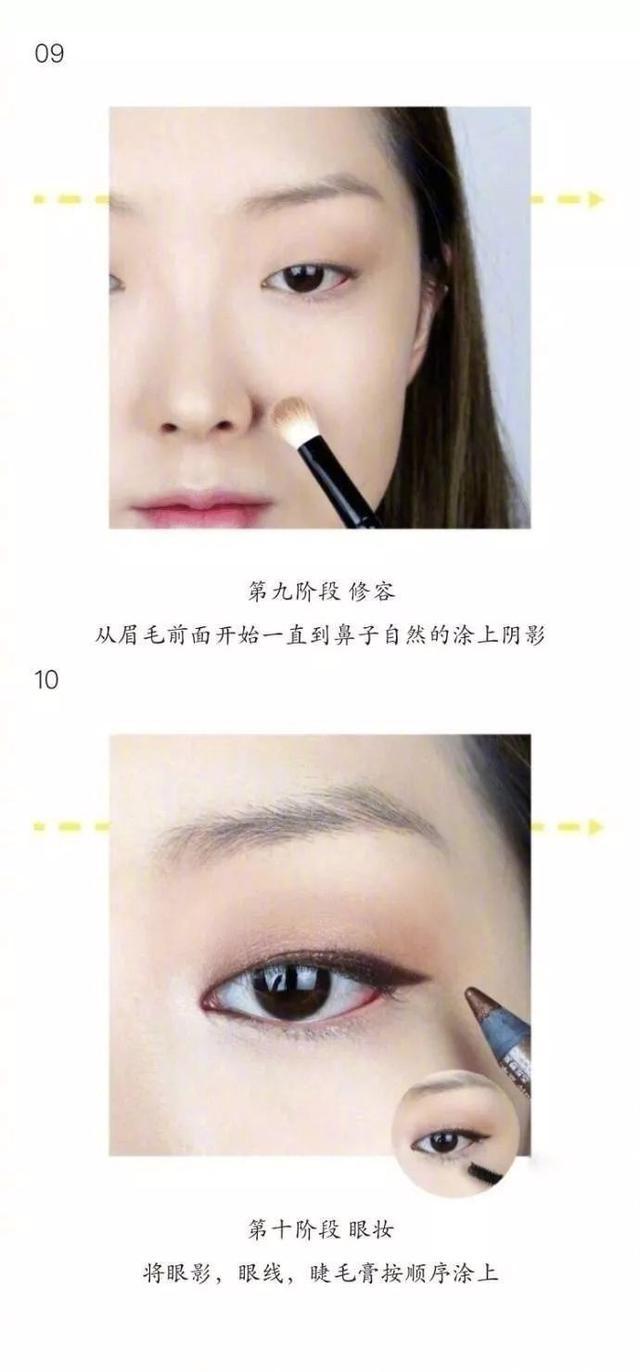 09
第九阶段 修容
从眉毛前面开始一直到鼻子自然的涂上阴影
10
第十阶段 眼妆
将眼影，眼线，睫毛膏按顺序涂上